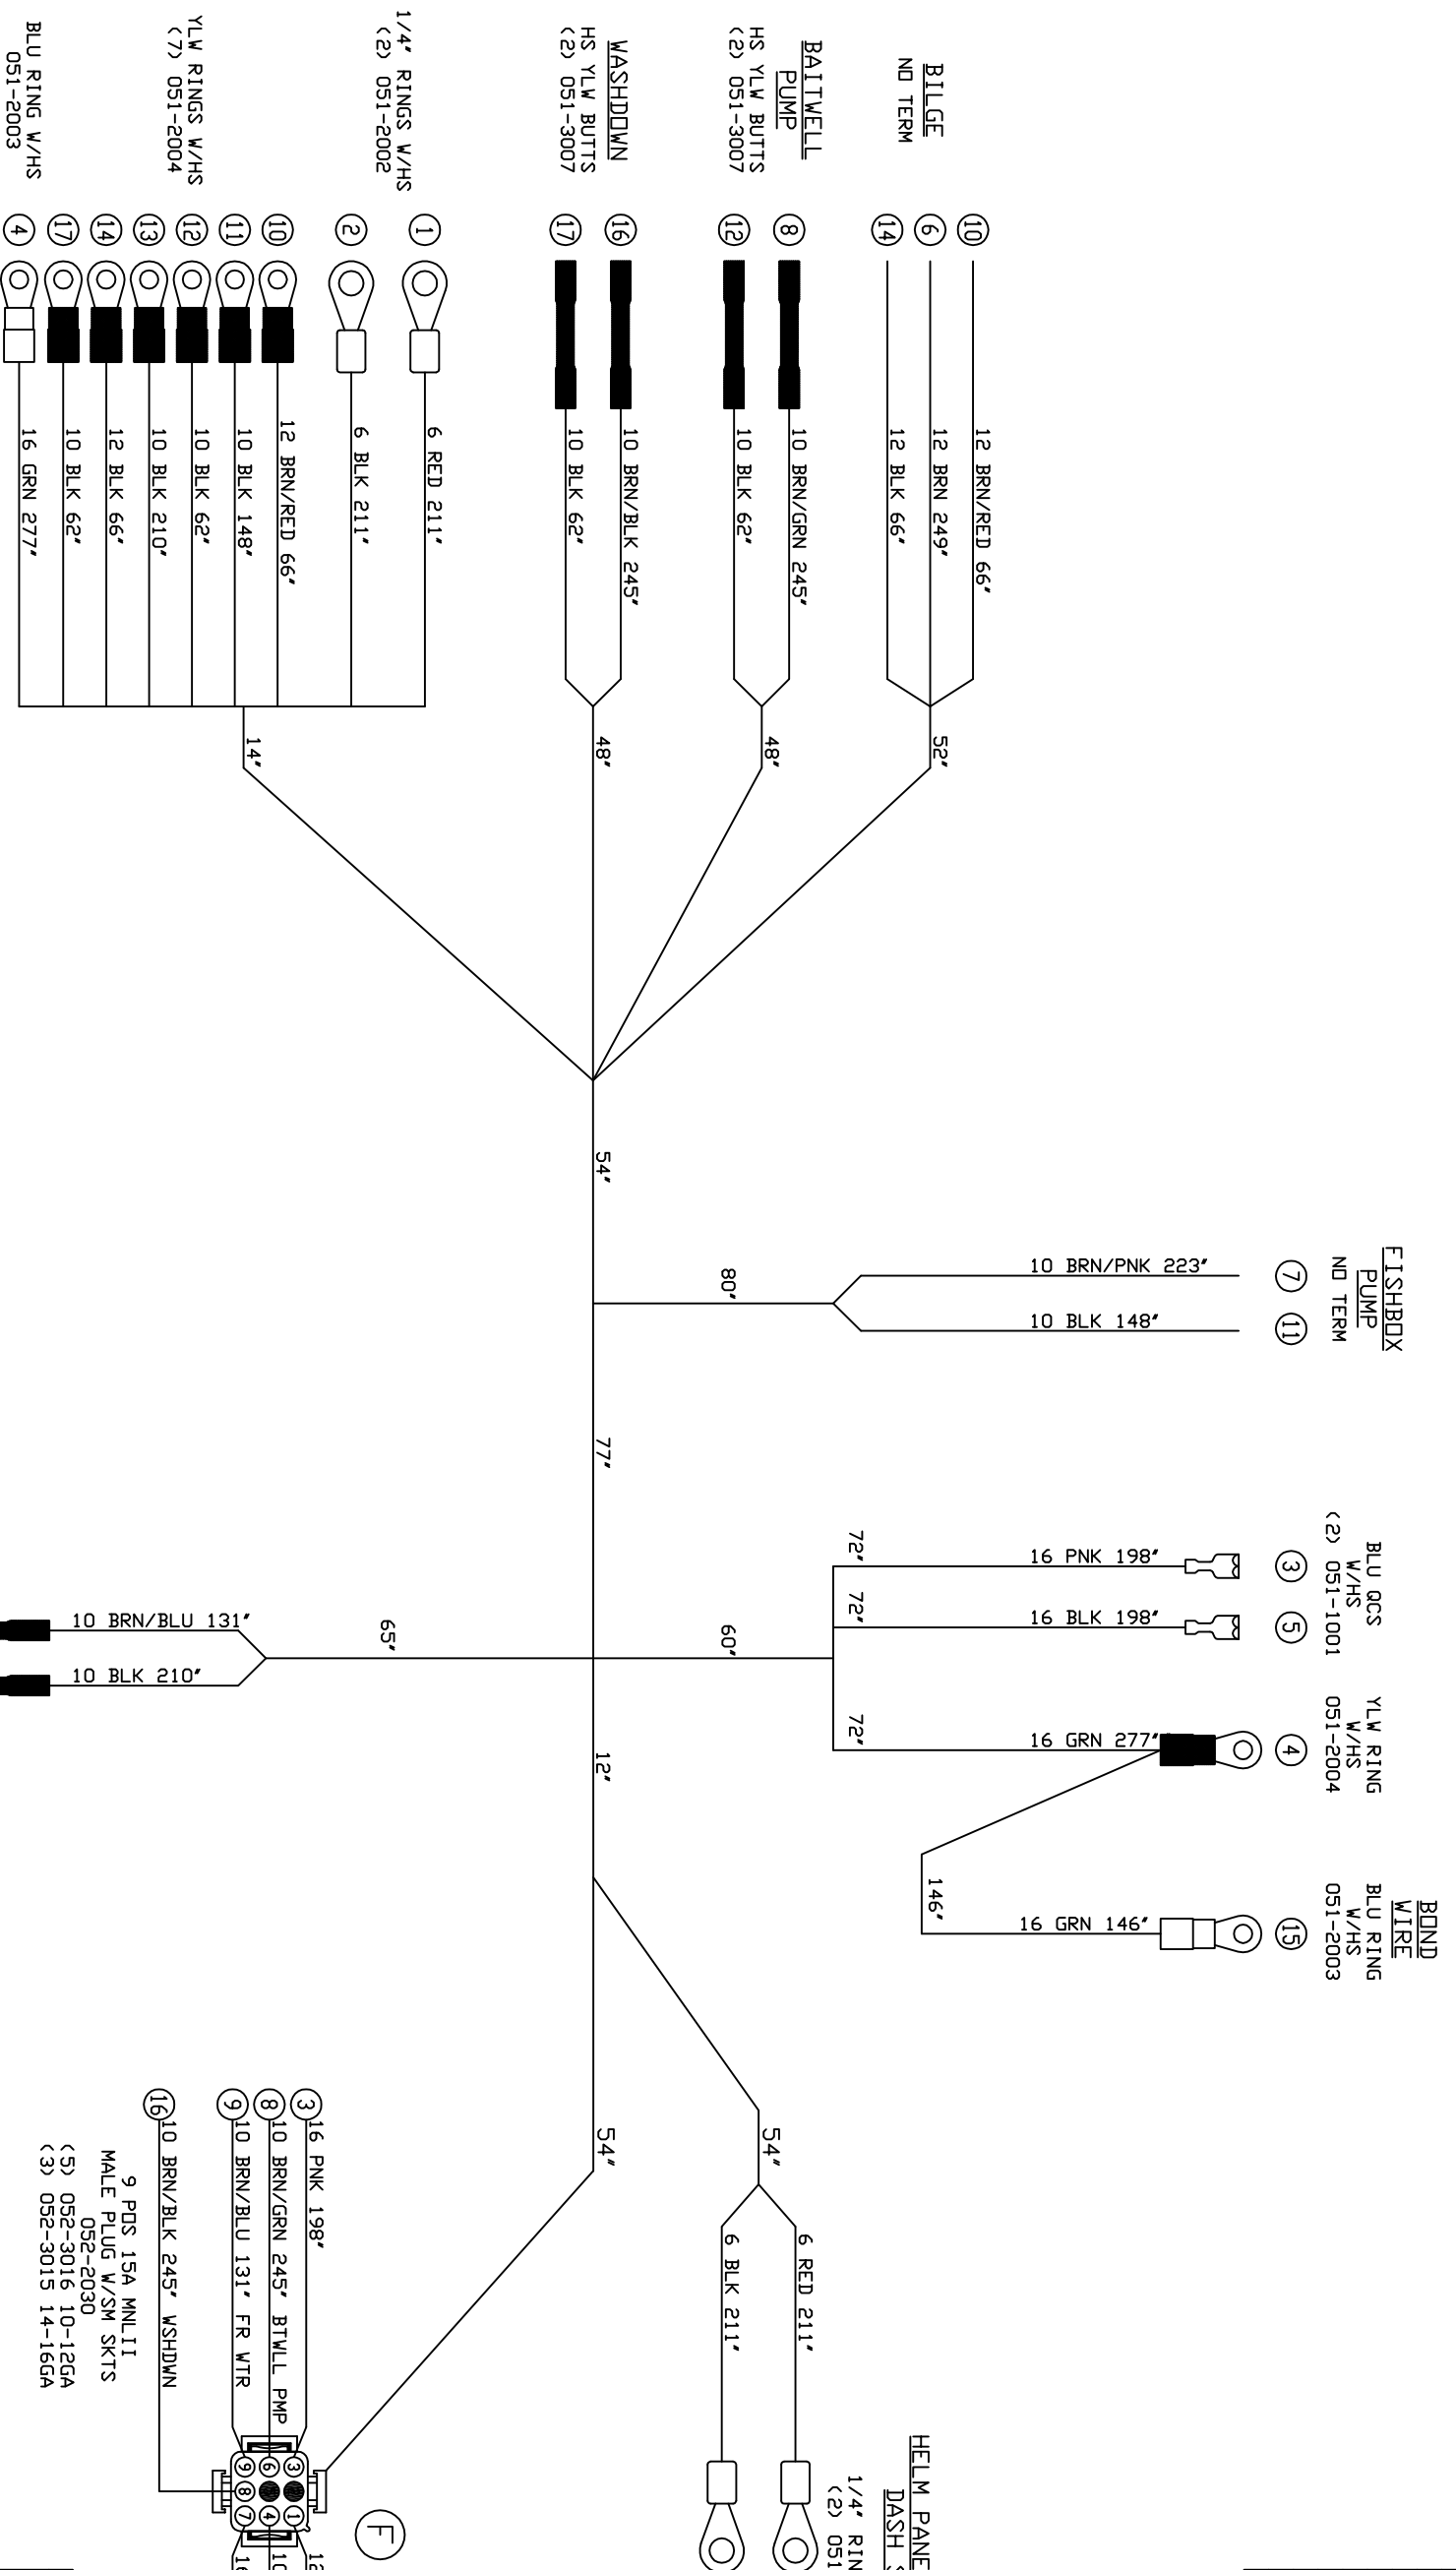 BILGE
NO TERM
10
12 BRN/RED 66"
6
12 BRN 249"
14
12 BLK 66"
52"
BAITWELL
PUMP
HS YLW BUTTS
(2) 051-3007
8
10 BRN/GRN 245"
12
10 BLK 62"
48"
WASHDOWN
HS YLW BUTTS
(2) 051-3007
16
10 BRN/BLK 245"
17
10 BLK 62"
48"
1/4" RINGS W/HS
(2) 051-2002
1
6 RED 211"
2
6 BLK 211"
YLW RINGS W/HS
(7) 051-2004
10
12 BRN/RED 66"
11
10 BLK 148"
12
10 BLK 62"
13
10 BLK 210"
14
12 BLK 66"
17
10 BLK 62"
BLU RING W/HS
051-2003
4
16 GRN 277"
14"
54"
FISHBOX
PUMP
NO TERM
7
10 BRN/PNK 223"
11
10 BLK 148"
80"
77"
BLU QCS
W/HS
(2) 051-1001
3
16 PNK 198"
72"
5
16 BLK 198"
72"
YLW RING
W/HS
051-2004
4
16 GRN 277"
72"
60"
BOND
WIRE
BLU RING
W/HS
051-2003
15
16 GRN 146"
146"
65"
10 BRN/BLU 131"
10 BLK 210"
12"
54"
6 RED 211"
6 BLK 211"
HELM PANE
DASH S
1/4" RIN
(2) 051
54"
3
16 PNK 198"
8
10 BRN/GRN 245" BTWLL PMP
9
10 BRN/BLU 131" FR WTR
16
10 BRN/BLK 245" WSHDWN
9 POS 15A MNLII
MALE PLUG W/SM SKTS
052-2030
(5) 052-3016 10-12GA
(3) 052-3015 14-16GA
3
1
6
4
9
8
7
12
10
16
F